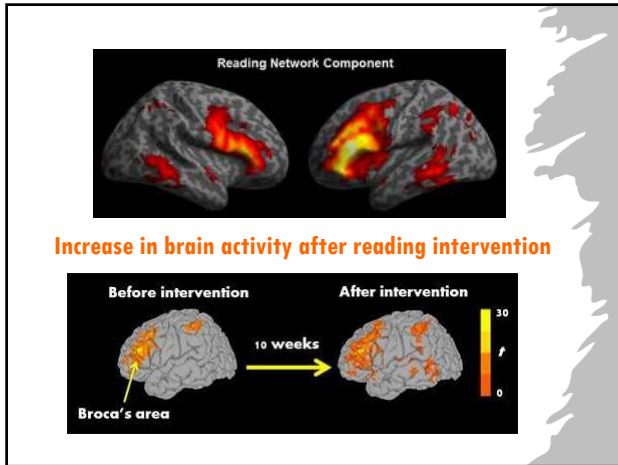 Reading Network Component
Increase in brain activity after reading intervention
Before intervention
After intervention
10 weeks
30
t
0
Broca's area